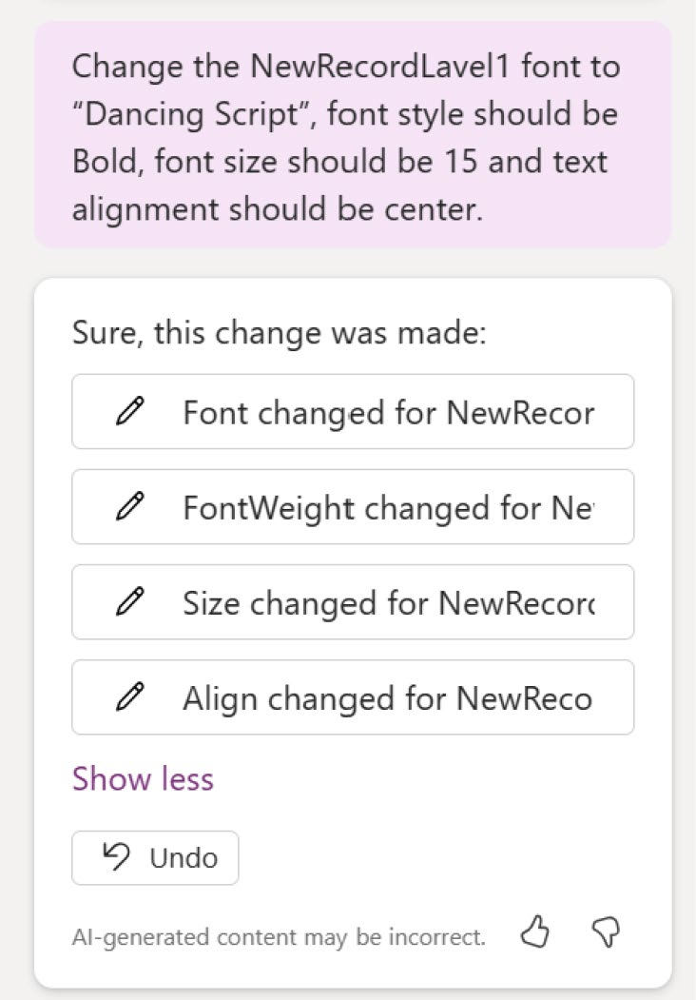 Change the NewRecordLavel1 font to
“Dancing Script”, font style should be
Bold, font size should be 15 and text
alignment should be center.
Sure, this change was made:
Font changed for NewRecor
FontWeight changed for Ne
Size changed for NewRecor
Align changed for NewReco
Show less
Undo
AI-generated content may be incorrect.